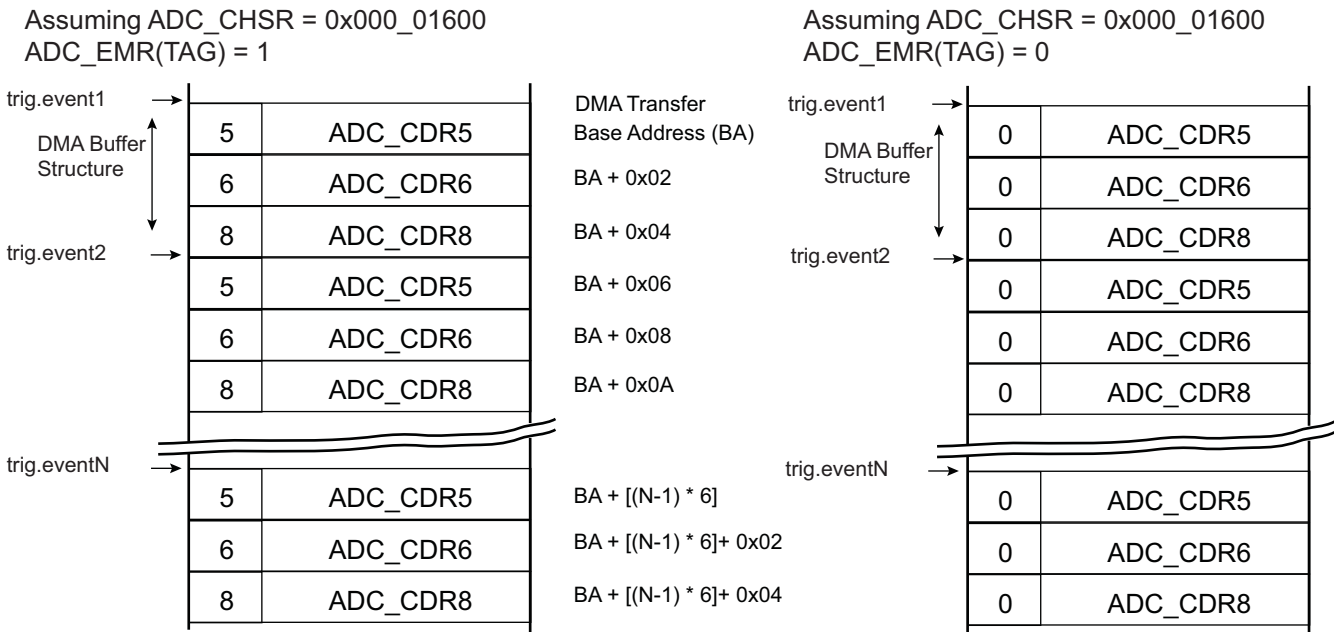 Assuming ADC_CHSR = 0x000_01600
ADC_EMR(TAG) = 1
trig.event1
DMA Buffer
Structure
trig.event2
trig.eventN
5 ADC_CDR5
6 ADC_CDR6
8 ADC_CDR8
5 ADC_CDR5
6 ADC_CDR6
8 ADC_CDR8
5 ADC_CDR5
6 ADC_CDR6
8 ADC_CDR8
DMA Transfer
Base Address (BA)
BA + 0x02
BA + 0x04
BA + 0x06
BA + 0x08
BA + 0x0A
BA + [(N-1) * 6]
BA + [(N-1) * 6]+ 0x02
BA + [(N-1) * 6]+ 0x04
Assuming ADC_CHSR = 0x000_01600
ADC_EMR(TAG) = 0
trig.event1
DMA Buffer
Structure
trig.event2
trig.eventN
0 ADC_CDR5
0 ADC_CDR6
0 ADC_CDR8
0 ADC_CDR5
0 ADC_CDR6
0 ADC_CDR8
0 ADC_CDR5
0 ADC_CDR6
0 ADC_CDR8